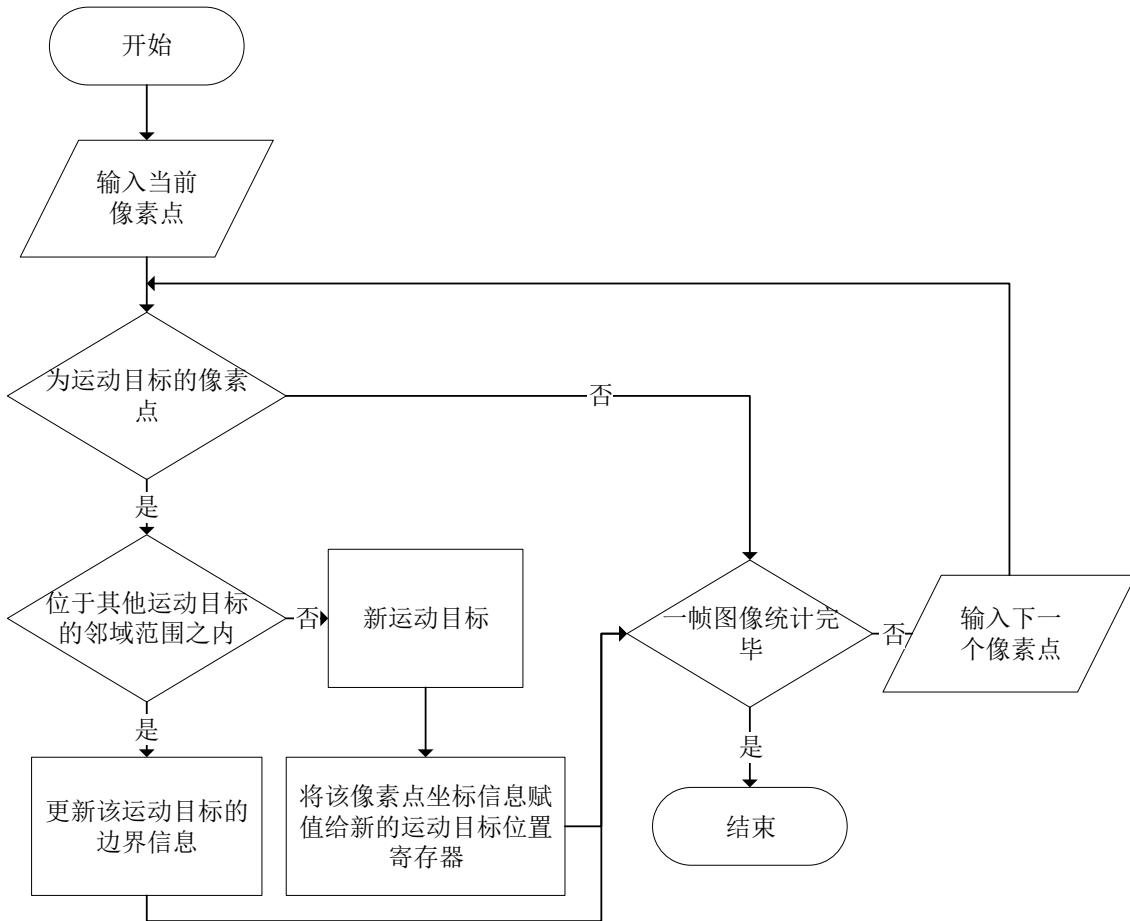 开始
输入当前
像素点
为运动目标的像素
点
否
是
位于其他运动目标
的邻域范围之内
否
新运动目标
一帧图像统计完
毕
否
输入下一
个像素点
是
是
更新该运动目标的
边界信息
将该像素点坐标信息赋
值给新的运动目标位置
寄存器
结束